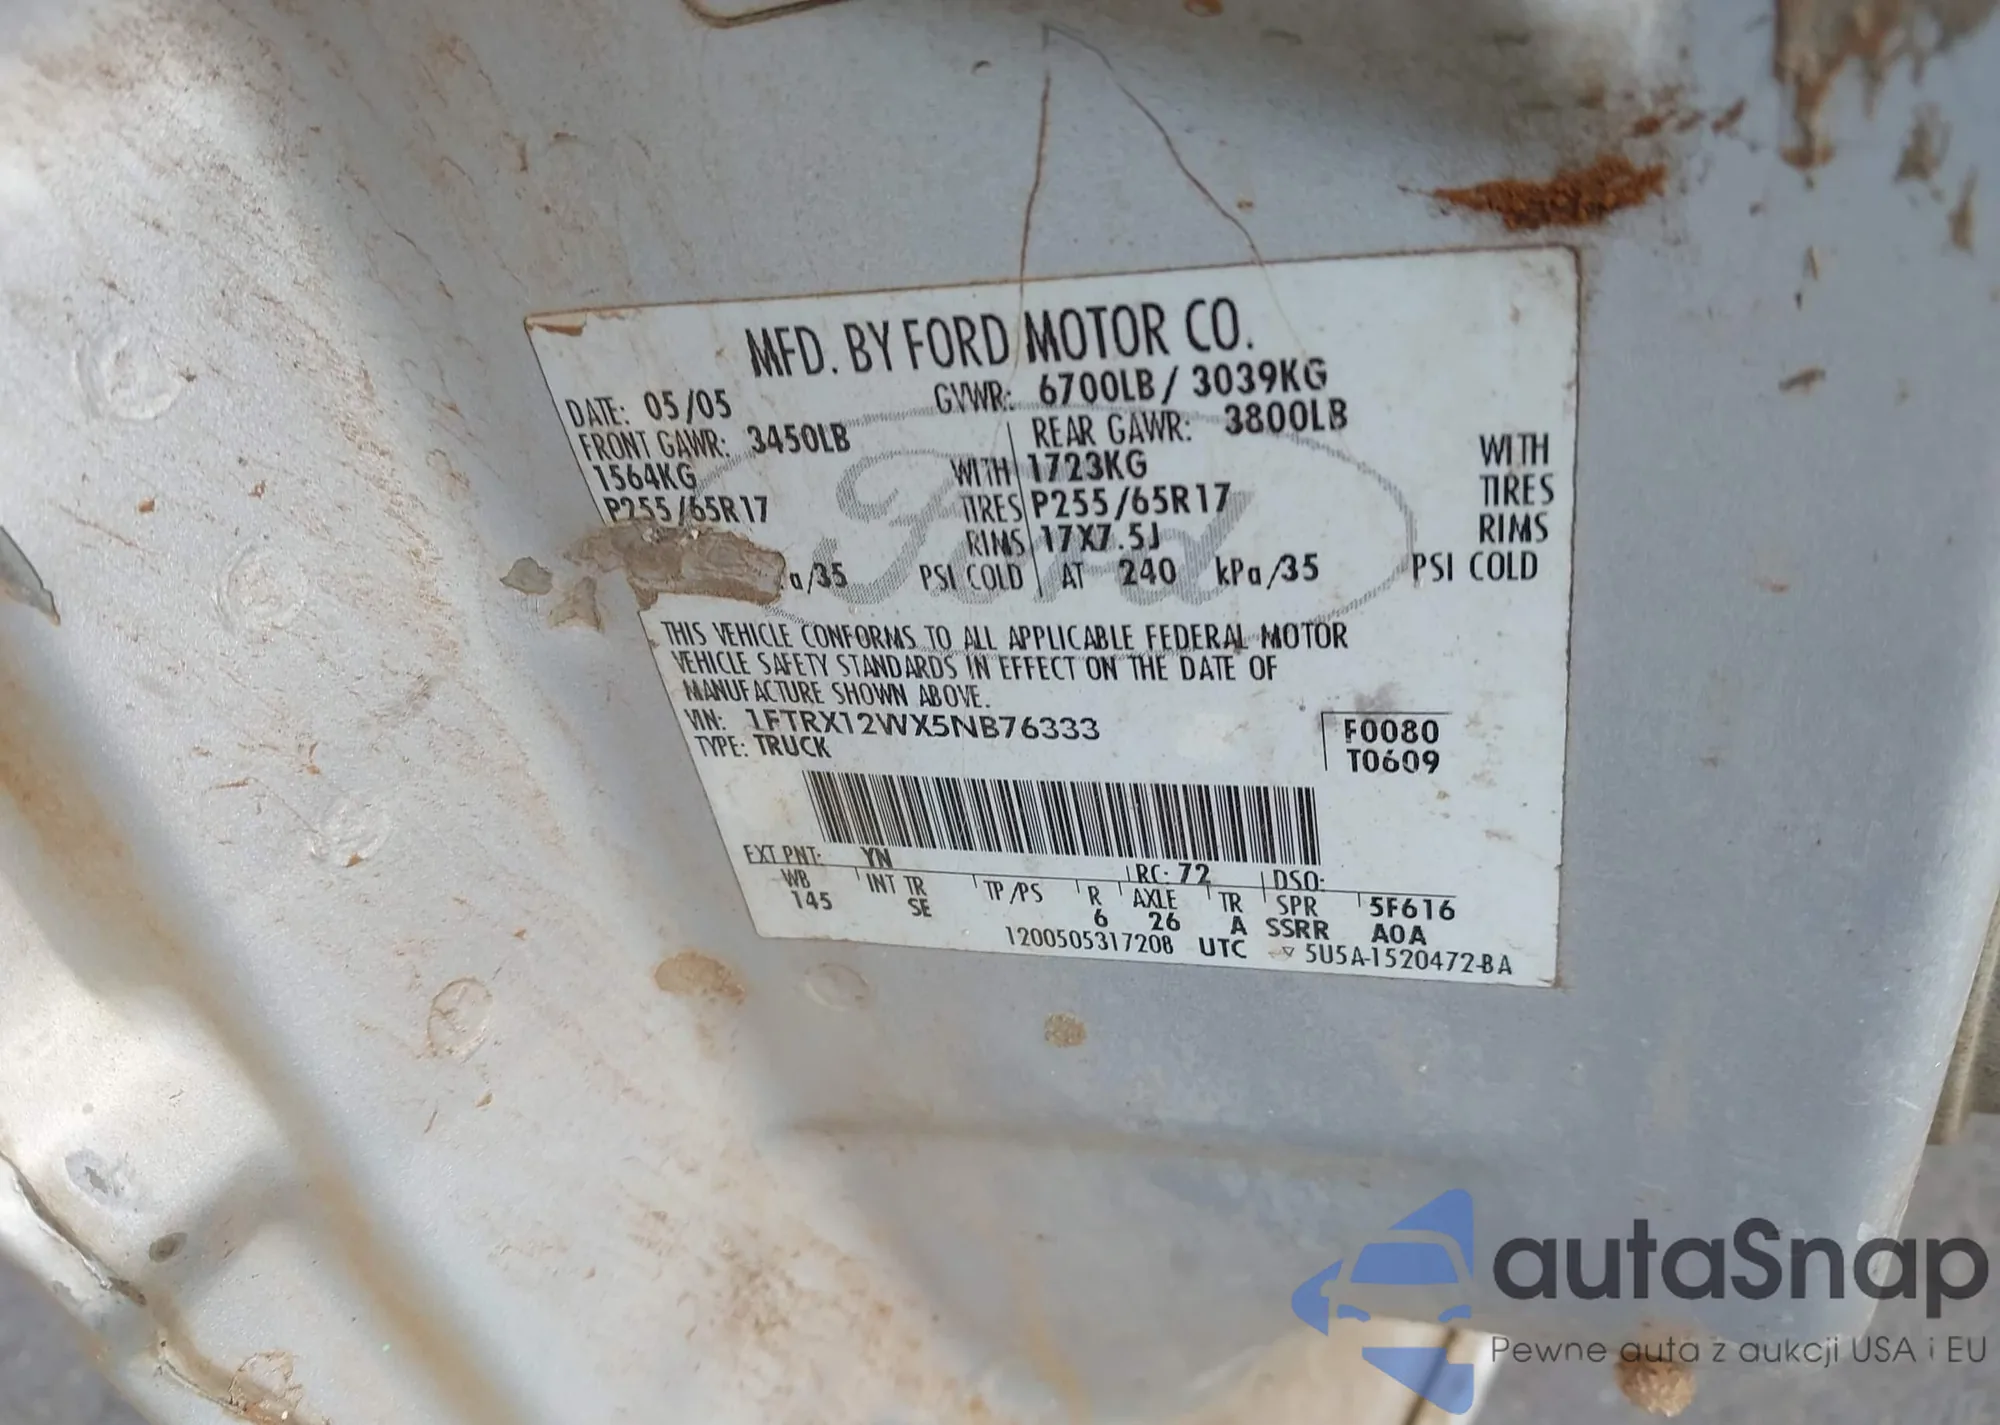 MFD. BY FORD MOTOR CO.
DATE: 05/05 GVWR: 6700LB / 3039KG
FRONT GAWR: 3450LB REAR GAWR: 3800LB
1564KG WITH 1723KG WITH
P255/65R17 TIRES P255/65R17 TIRES
RIMS 17X7.5J RIMS
a/35 PSI COLD AT 240 kPa/35 PSI COLD
Ford
THIS VEHICLE CONFORMS TO ALL APPLICABLE FEDERAL MOTOR
VEHICLE SAFETY STANDARDS IN EFFECT ON THE DATE OF
MANUFACTURE SHOWN ABOVE.
VIN: 1FTRX12WX5NB76333 F0080
TYPE: TRUCK T0609
EXT PNT: YN RC: 72 DSO:
WB INT TR TP/PS R AXLE TR SPR 5F616
145 SE 6 26 A SSRR A0A
1200505317208 UTC ▽ 5U5A-1520472-BA
autaSnap
Pewne auta z aukcji USA i EU